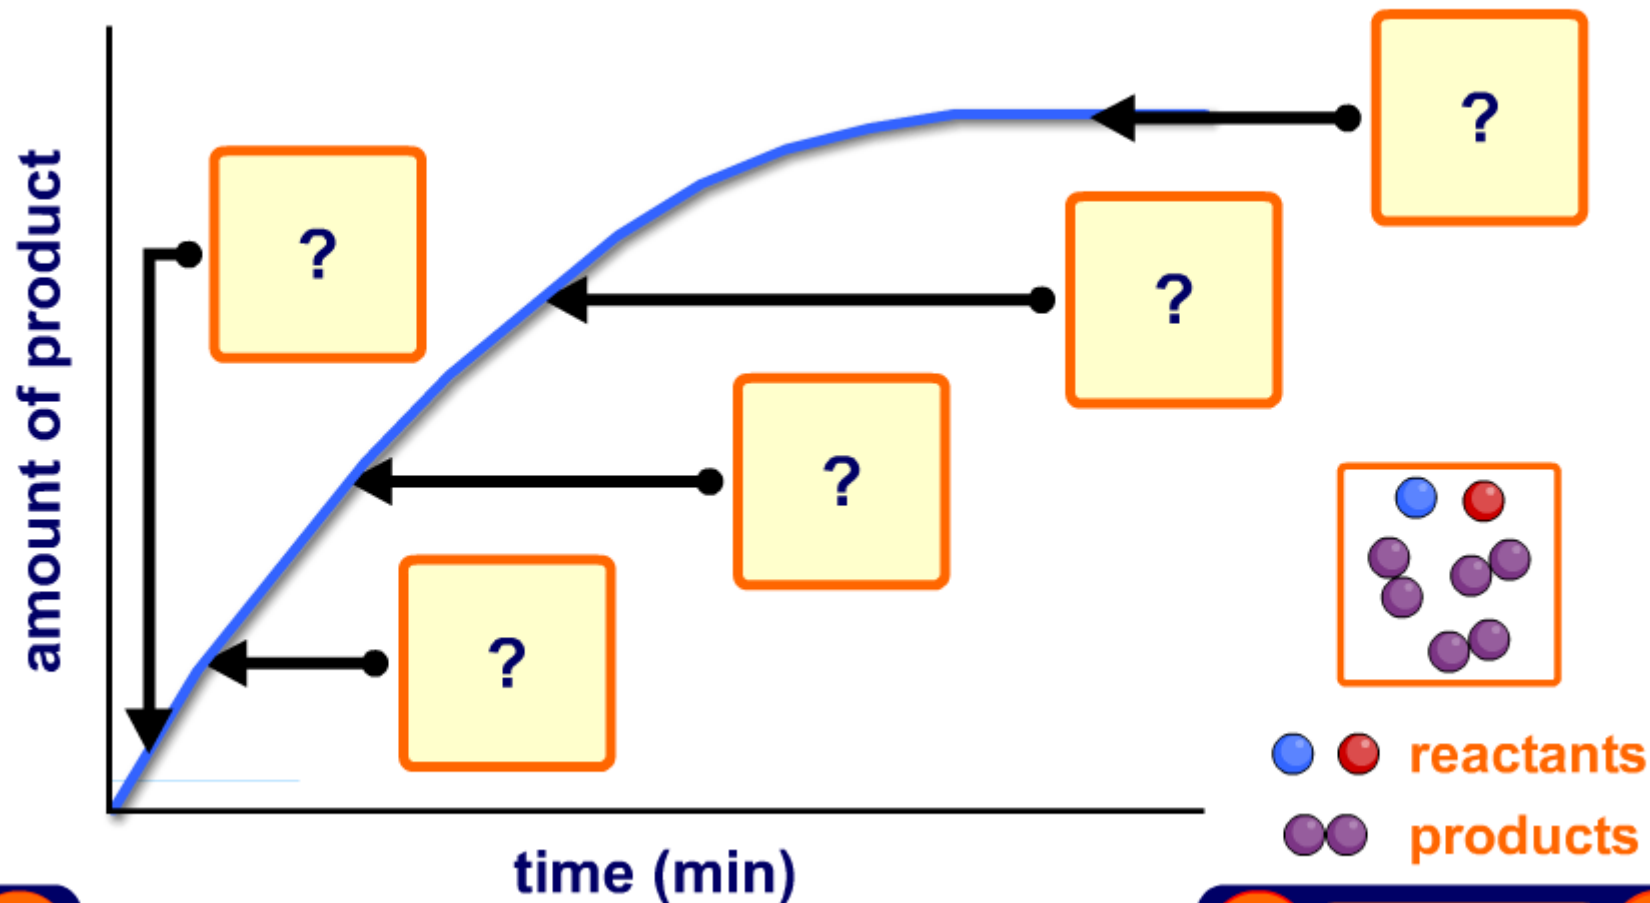 ?
?
?
?
?
amount of product
time (min)
reactants
products